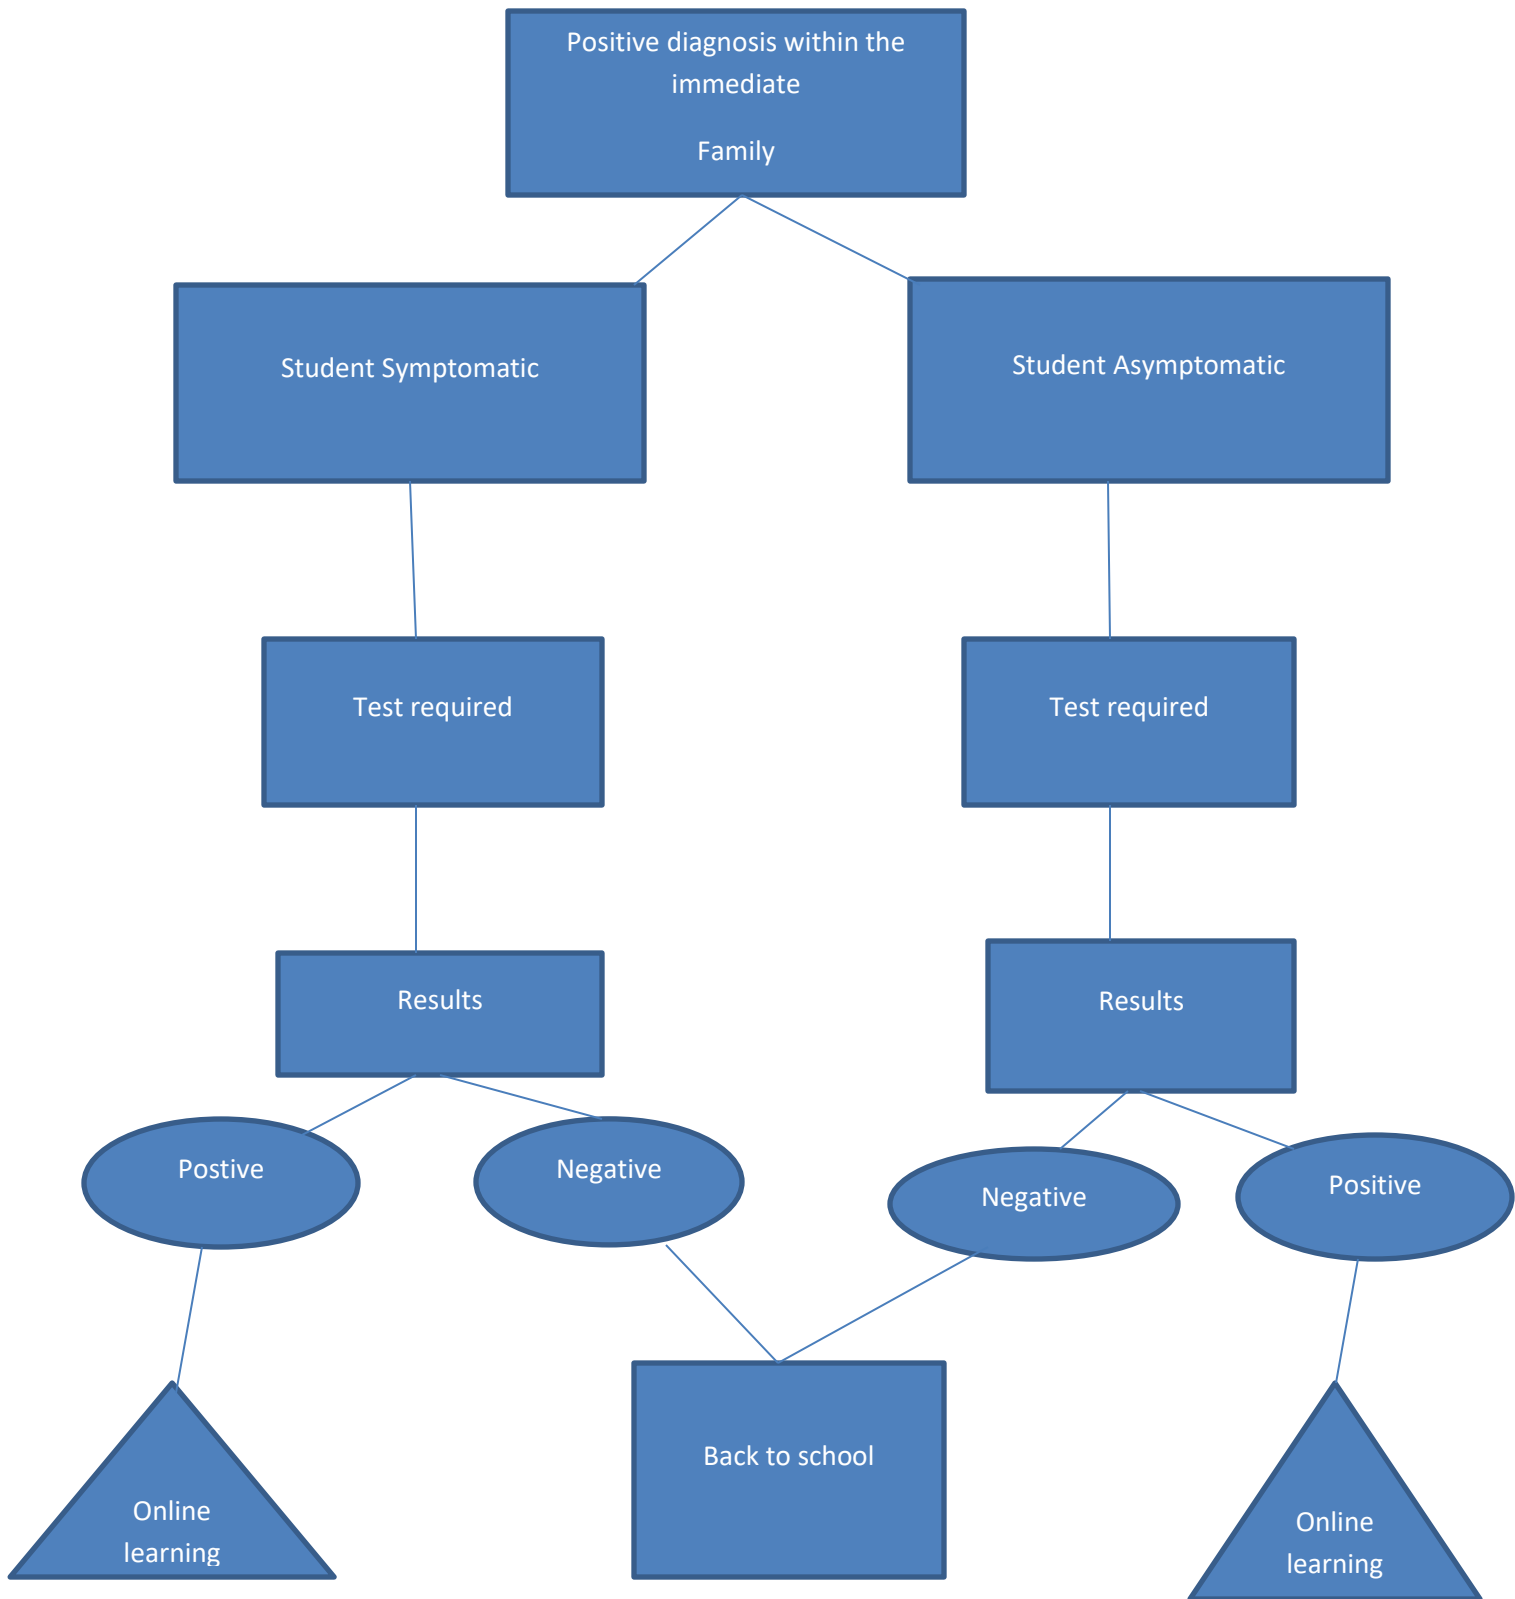 Positive diagnosis within the
immediate
Family
Student Symptomatic
Student Asymptomatic
Test required
Test required
Results
Results
Postive
Negative
Negative
Positive
Back to school
Online
learning
Online
learning